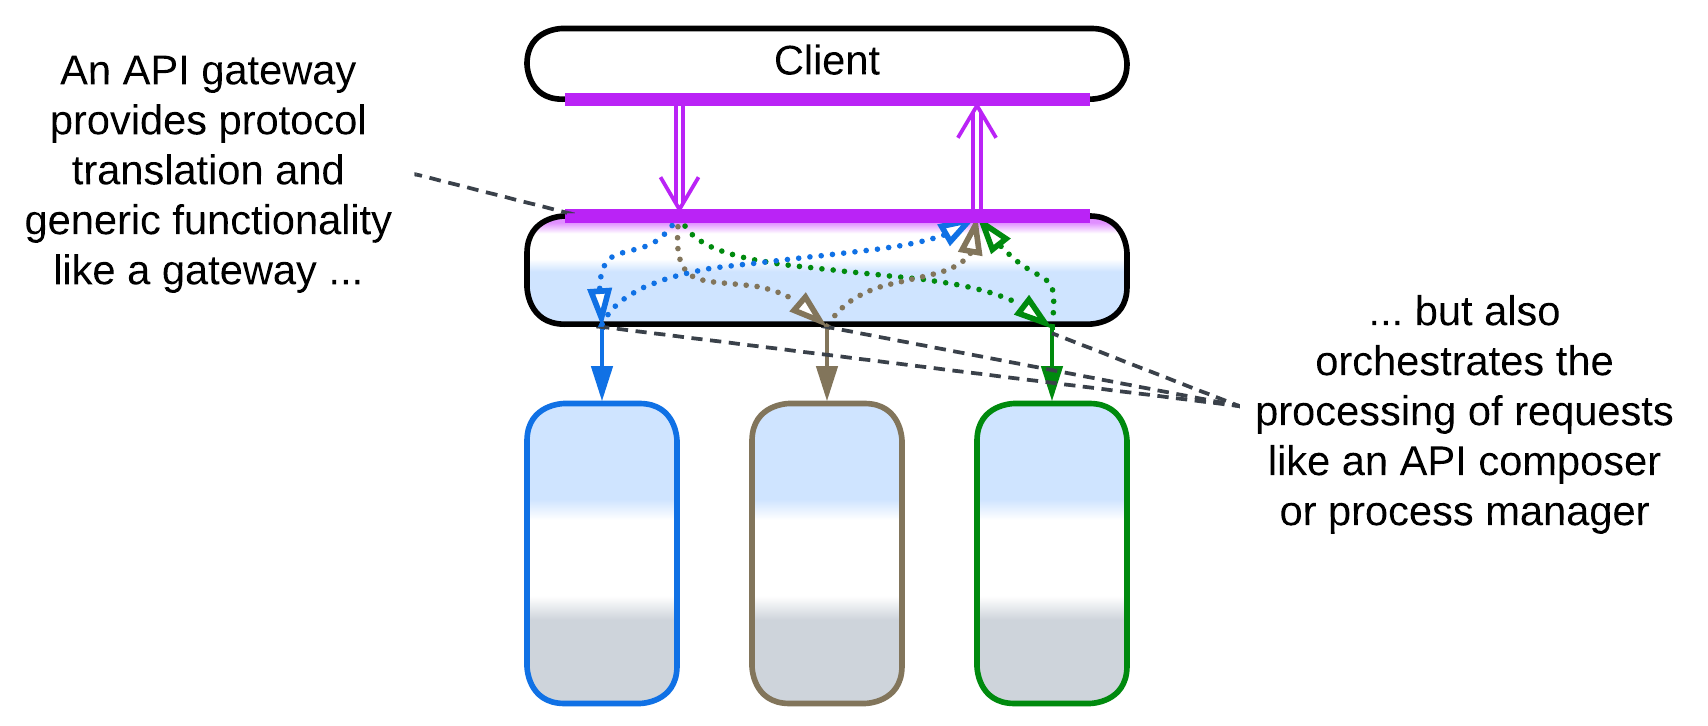 An API gateway
provides protocol
translation and
generic functionality
like a gateway ...
Client
... but also
orchestrates the
processing of requests
like an API composer
or process manager